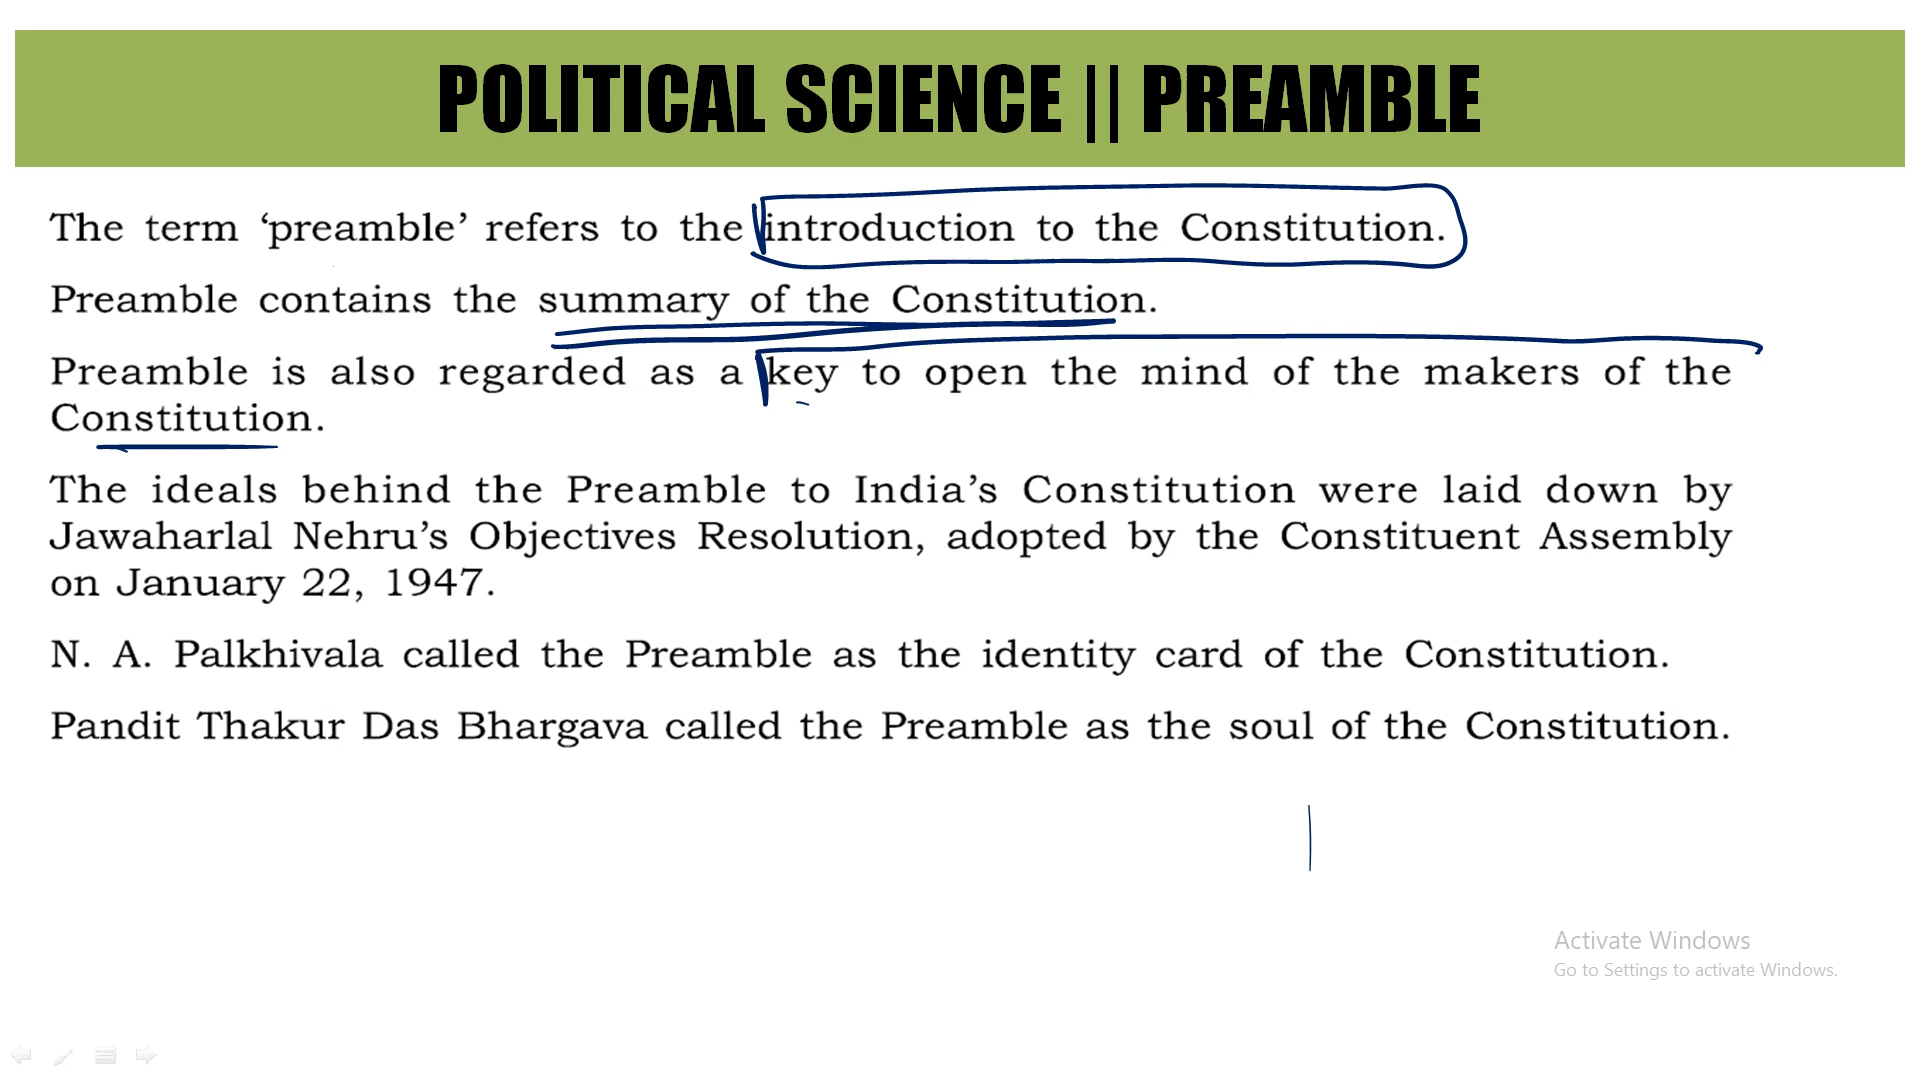 POLITICAL SCIENCE || PREAMBLE
The term ‘preamble’ refers to the introduction to the Constitution.
Preamble contains the summary of the Constitution.
Preamble is also regarded as a key to open the mind of the makers of the
Constitution.
The ideals behind the Preamble to India’s Constitution were laid down by
Jawaharlal Nehru’s Objectives Resolution, adopted by the Constituent Assembly
on January 22, 1947.
N. A. Palkhivala called the Preamble as the identity card of the Constitution.
Pandit Thakur Das Bhargava called the Preamble as the soul of the Constitution.
Activate Windows
Go to Settings to activate Windows.